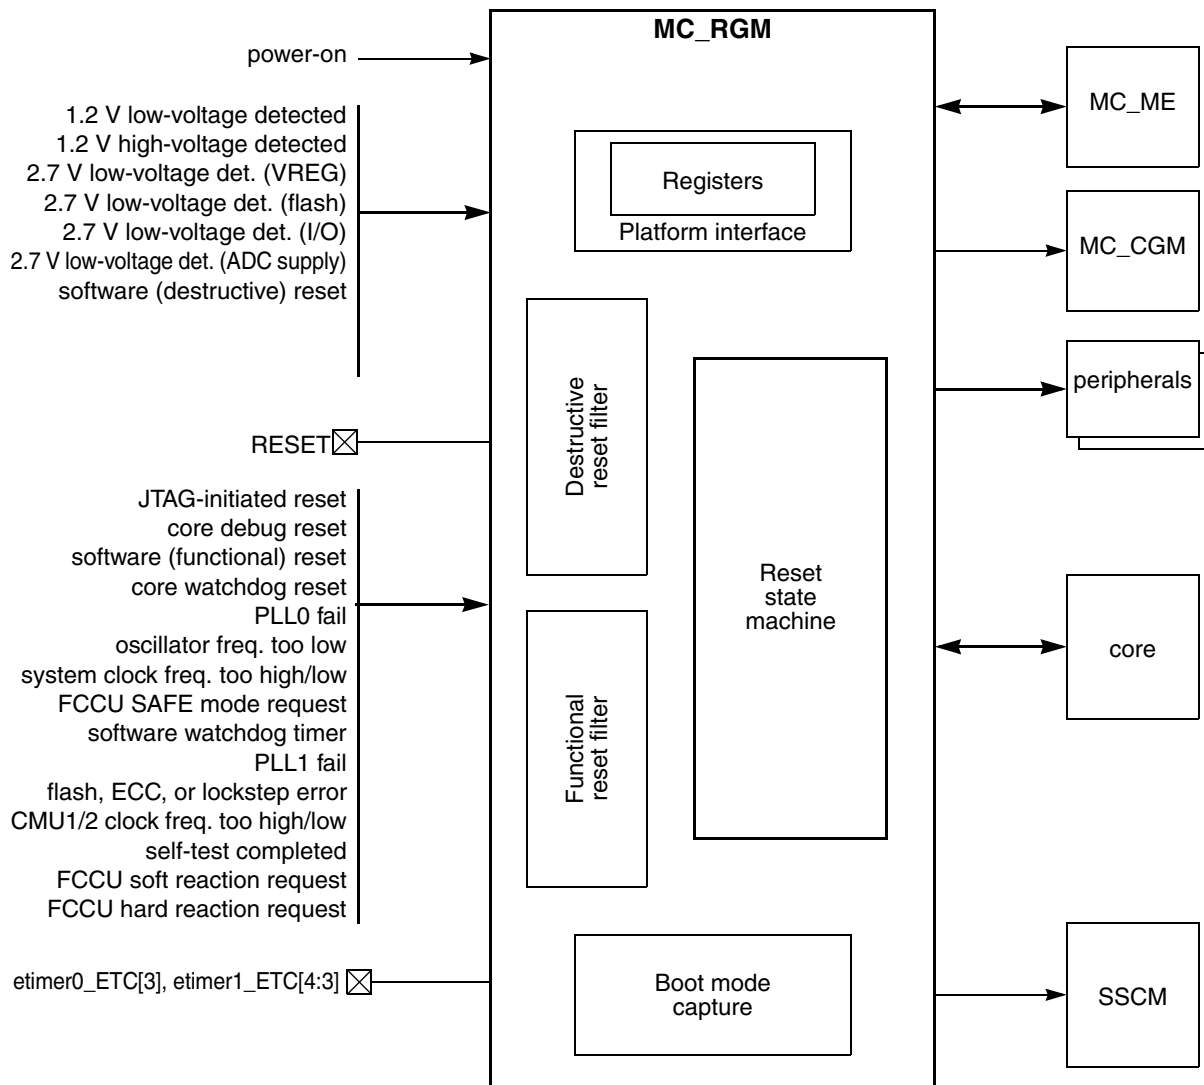 MC_RGM
power-on
1.2 V low-voltage detected
1.2 V high-voltage detected
2.7 V low-voltage det. (VREG)
2.7 V low-voltage det. (flash)
2.7 V low-voltage det. (I/O)
2.7 V low-voltage det. (ADC supply)
software (destructive) reset
RESET
JTAG-initiated reset
core debug reset
software (functional) reset
core watchdog reset
PLL0 fail
oscillator freq. too low
system clock freq. too high/low
FCCU SAFE mode request
software watchdog timer
PLL1 fail
flash, ECC, or lockstep error
CMU1/2 clock freq. too high/low
self-test completed
FCCU soft reaction request
FCCU hard reaction request
etimer0_ETC[3], etimer1_ETC[4:3]
Registers
Platform interface
Destructive
reset filter
Functional
reset filter
Reset
state
machine
Boot mode
capture
MC_ME
MC_CGM
peripherals
core
SSCM